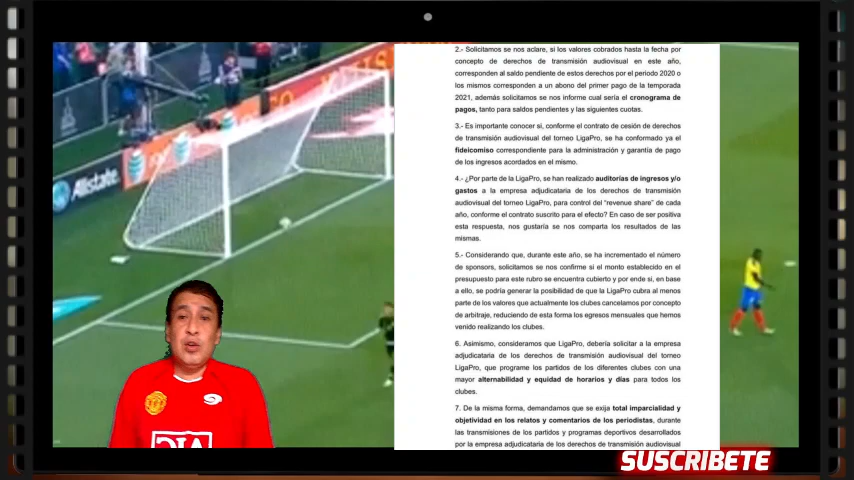 2.- Solicitamos se nos aclare, si los valores cobrados hasta la fecha por
concepto de derechos de transmisión audiovisual en este año,
corresponden al saldo pendiente de estos derechos por el periodo 2020 o
los mismos corresponden a un abono del primer pago de la temporada
2021, además solicitamos se nos informe cual sería el cronograma de
pagos, tanto para saldos pendientes y las siguientes cuotas.
3.- Es importante conocer si, conforme el contrato de cesión de derechos
de transmisión audiovisual del torneo LigaPro, se ha conformado ya el
fideicomiso correspondiente para la administración y garantía de pago
de los ingresos acordados en el mismo.
4.- ¿Por parte de la LigaPro, se han realizado auditorías de ingresos y/o
gastos a la empresa adjudicataria de los derechos de transmisión
audiovisual del torneo LigaPro, para control del “revenue share” de cada
año, conforme el contrato suscrito para el efecto? En caso de ser positiva
esta respuesta, nos gustaría se nos comparta los resultados de las
mismas.
5.- Considerando que, durante este año, se ha incrementado el número
de sponsors, solicitamos se nos confirme si el monto establecido en el
presupuesto para este rubro se encuentra cubierto y por ende si, en base
a ello, se podría generar la posibilidad de que la LigaPro cubra al menos
parte de los valores que actualmente los clubes cancelamos por concepto
de arbitraje, reduciendo de esta forma los egresos mensuales que hemos
venido realizando los clubes.
6. Asimismo, consideramos que LigaPro, debería solicitar a la empresa
adjudicataria de los derechos de transmisión audiovisual del torneo
LigaPro, que programe los partidos de los diferentes clubes con una
mayor alternabilidad y equidad de horarios y días para todos los
clubes.
7. De la misma forma, demandamos que se exija total imparcialidad y
objetividad en los relatos y comentarios de los periodistas, durante
las transmisiones de los partidos y programas deportivos desarrollados
por la empresa adjudicataria de los derechos de transmisión audiovisual
Allstate
at&t
SUSCRIBETE